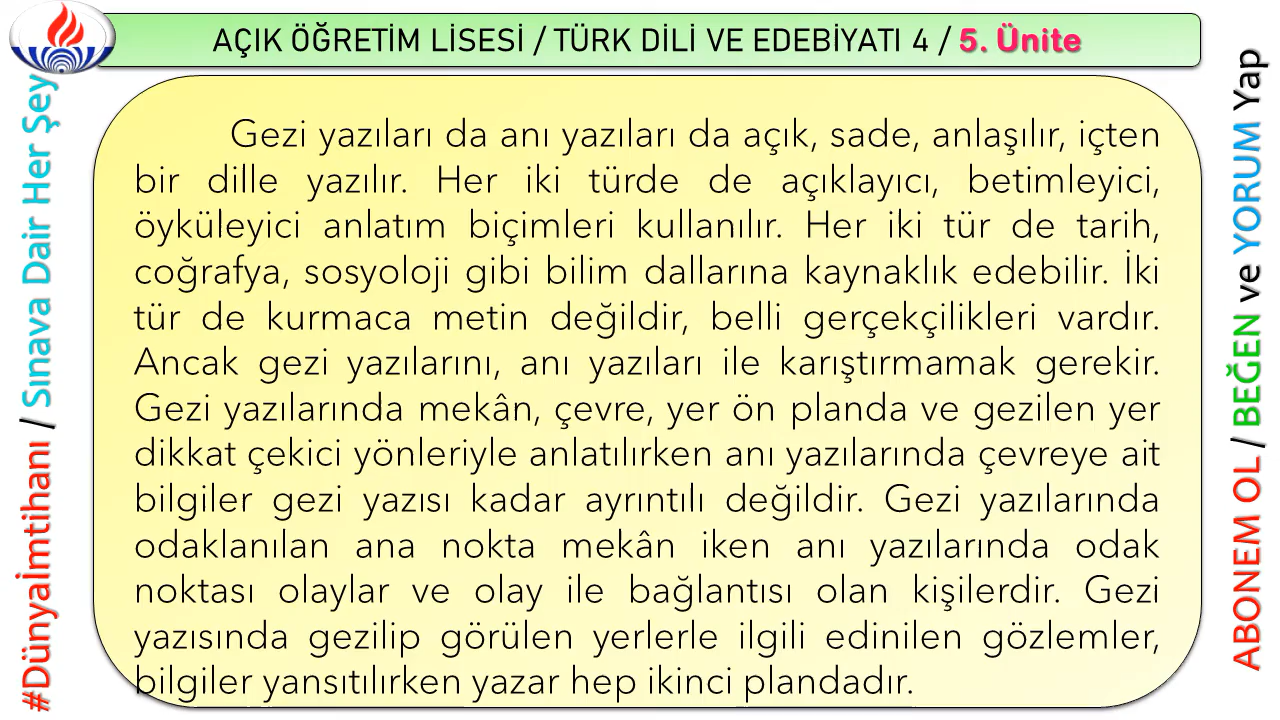 AÇIK ÖĞRETİM LİSESİ / TÜRK DİLİ VE EDEBİYATI 4 / 5. Ünite
#Dünyaİmtihanı / Sınava Dair Her Şey
Gezi yazıları da anı yazıları da açık, sade, anlaşılır, içten
bir dille yazılır. Her iki türde de açıklayıcı, betimleyici,
öyküleyici anlatım biçimleri kullanılır. Her iki tür de tarih,
coğrafya, sosyoloji gibi bilim dallarına kaynaklık edebilir. İki
tür de kurmaca metin değildir, belli gerçekçilikleri vardır.
Ancak gezi yazılarını, anı yazıları ile karıştırmamak gerekir.
Gezi yazılarında mekân, çevre, yer ön planda ve gezilen yer
dikkat çekici yönleriyle anlatılırken anı yazılarında çevreye ait
bilgiler gezi yazısı kadar ayrıntılı değildir. Gezi yazılarında
odaklanılan ana nokta mekân iken anı yazılarında odak
noktası olaylar ve olay ile bağlantısı olan kişilerdir. Gezi
yazısında gezilip görülen yerlerle ilgili edinilen gözlemler,
bilgiler yansıtılırken yazar hep ikinci plandadır.
ABONEM OL / BEĞEN ve YORUM Yap